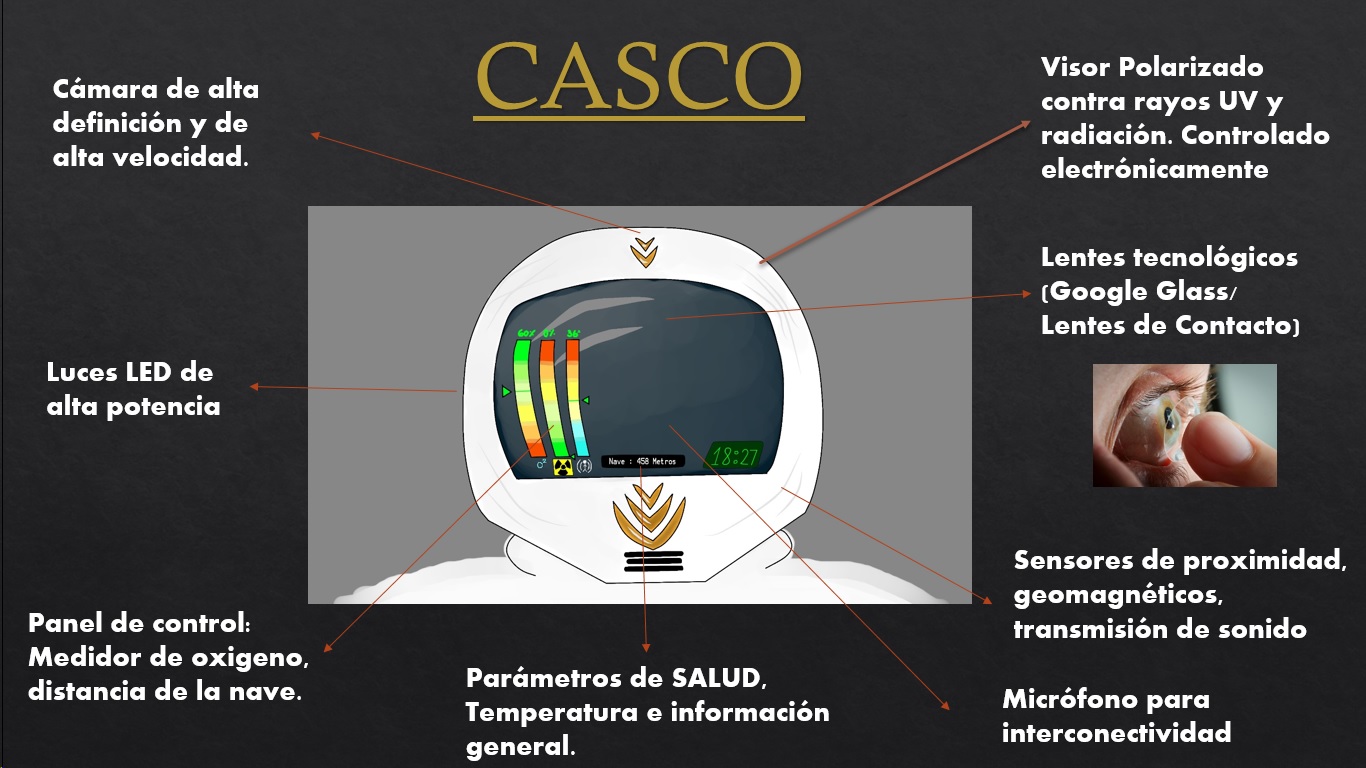 CASCO
Cámara de alta
definición y de
alta velocidad.
Visor Polarizado
contra rayos UV y
radiación. Controlado
electrónicamente
Lentes tecnológicos
(Google Glass/
Lentes de Contacto)
Luces LED de
alta potencia
60% 0% 36°
Nave : 458 Metros
18:27
Sensores de proximidad,
geomagnéticos,
transmisión de sonido
Panel de control:
Medidor de oxigeno,
distancia de la nave.
Parámetros de SALUD,
Temperatura e información
general.
Micrófono para
interconectividad